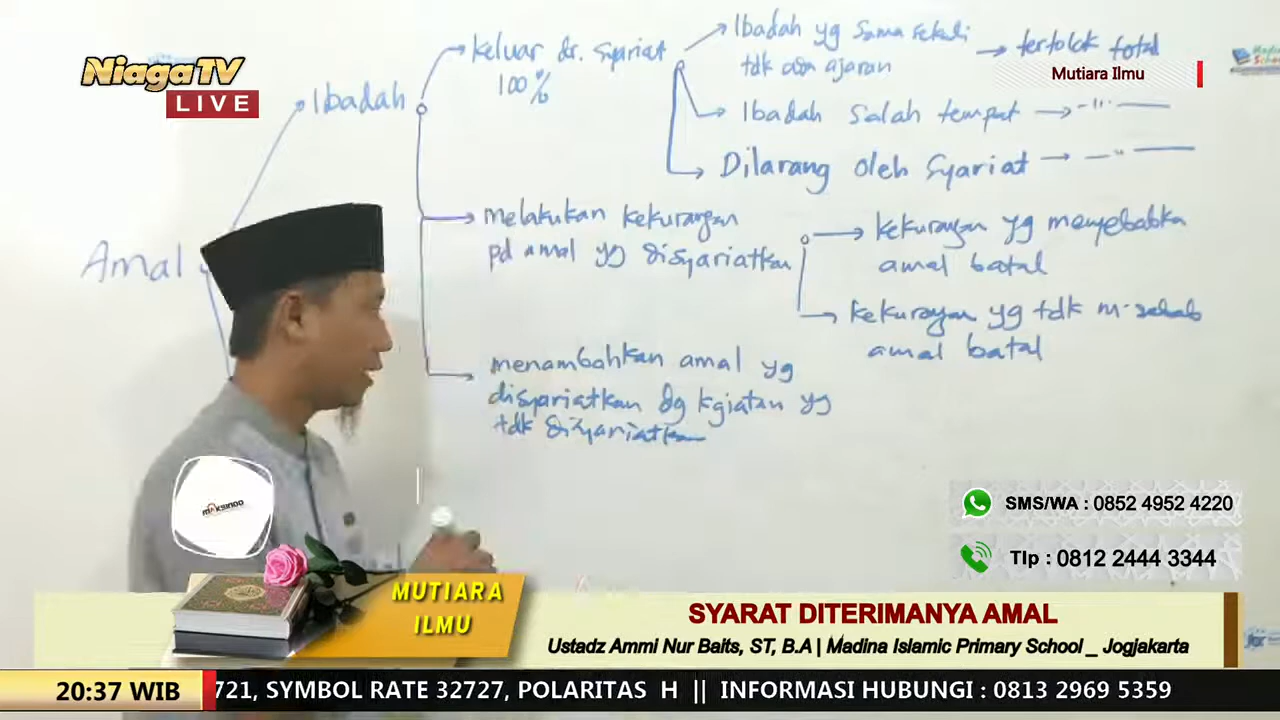 NiagaTV
LIVE
Mutiara Ilmu
Amal
Ibadah
keluar dr. syariat
100%
Ibadah yg sama sekali
tdk ada ajaran
tertolak total
Ibadah salah tempat
Dilarang oleh syariat
melakukan kekurangan
pd amal yg disyariatkan
kekurangan yg menyebabka
amal batal
kekurangan yg tdk m-sebab
amal batal
menambahkan amal yg
disyariatkan dg kgiatan yg
tdk disyariatkan
SMS/WA : 0852 4952 4220
Tlp : 0812 2444 3344
MUTIARA
ILMU
SYARAT DITERIMANYA AMAL
Ustadz Ammi Nur Baits, ST, B.A | Madina Islamic Primary School _ Jogjakarta
20:37 WIB
721, SYMBOL RATE 32727, POLARITAS H || INFORMASI HUBUNGI : 0813 2969 5359